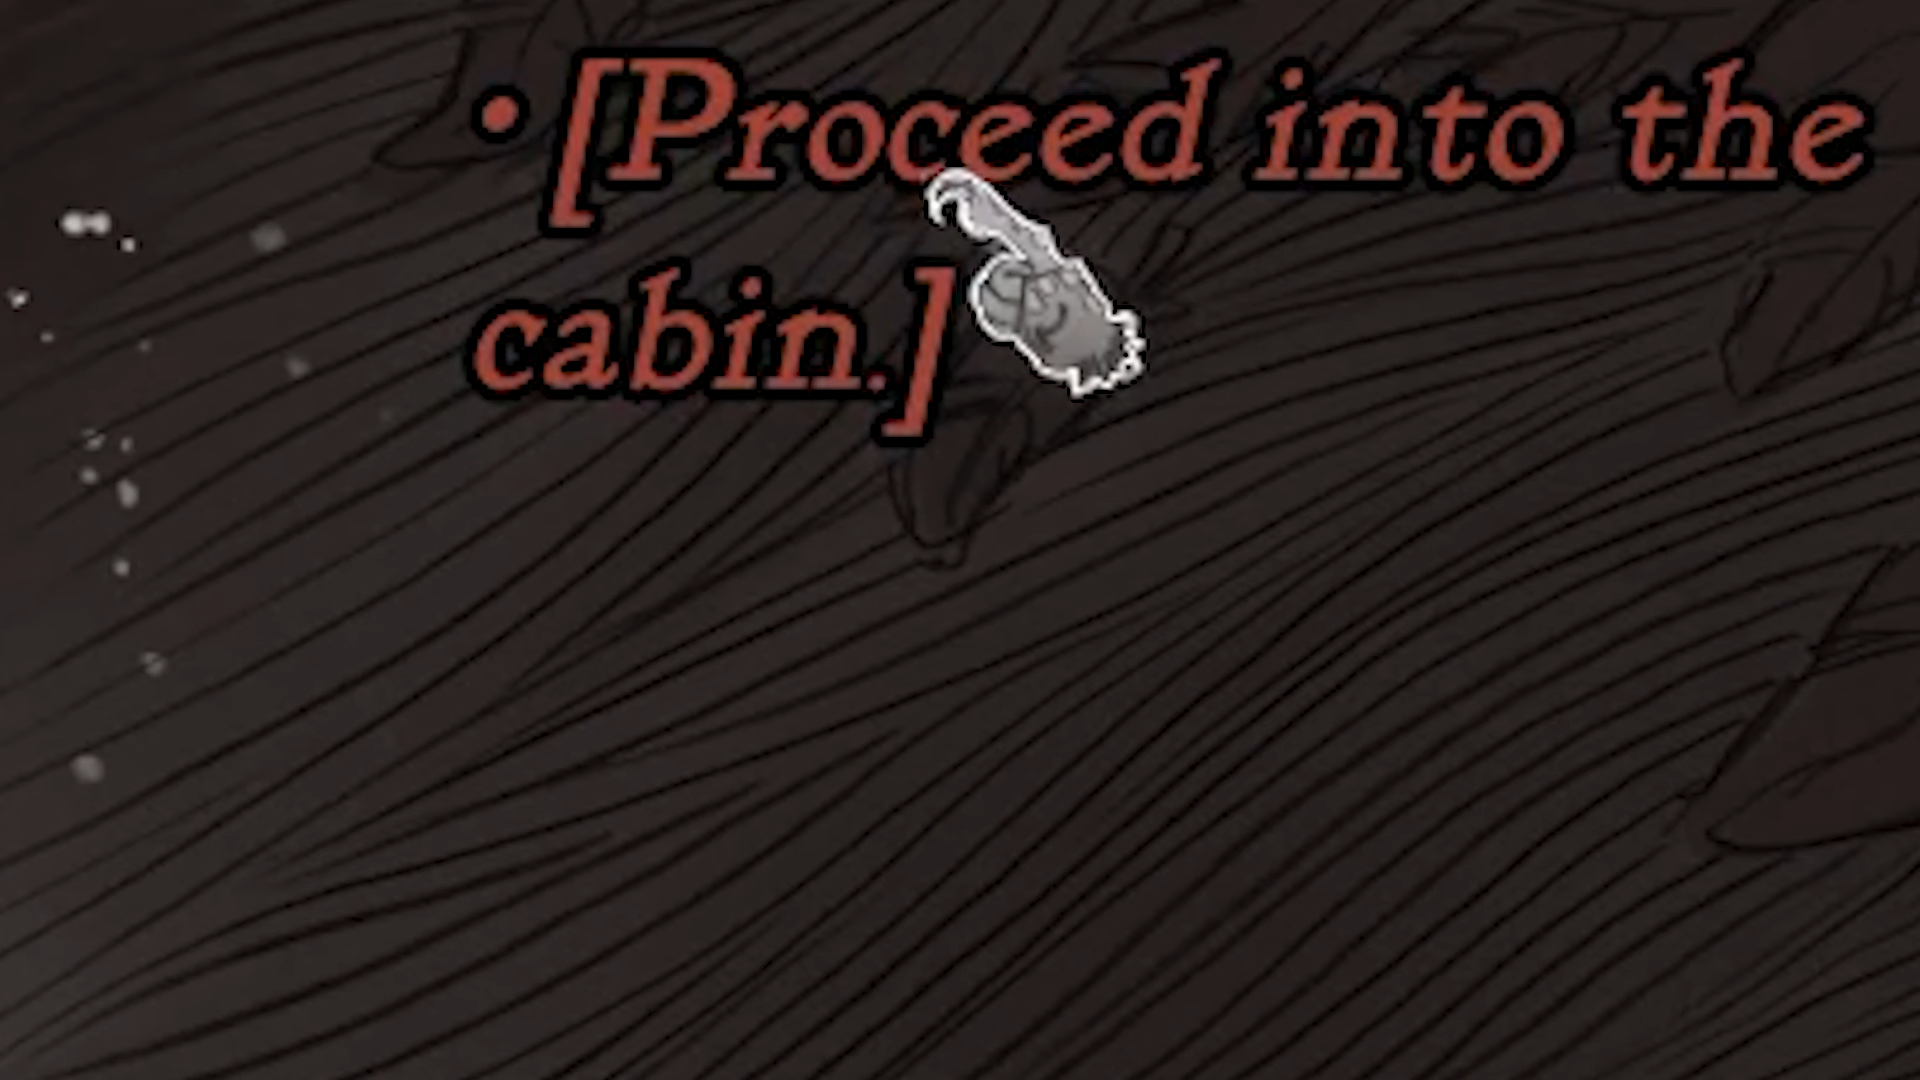 • [Proceed into the
cabin.]